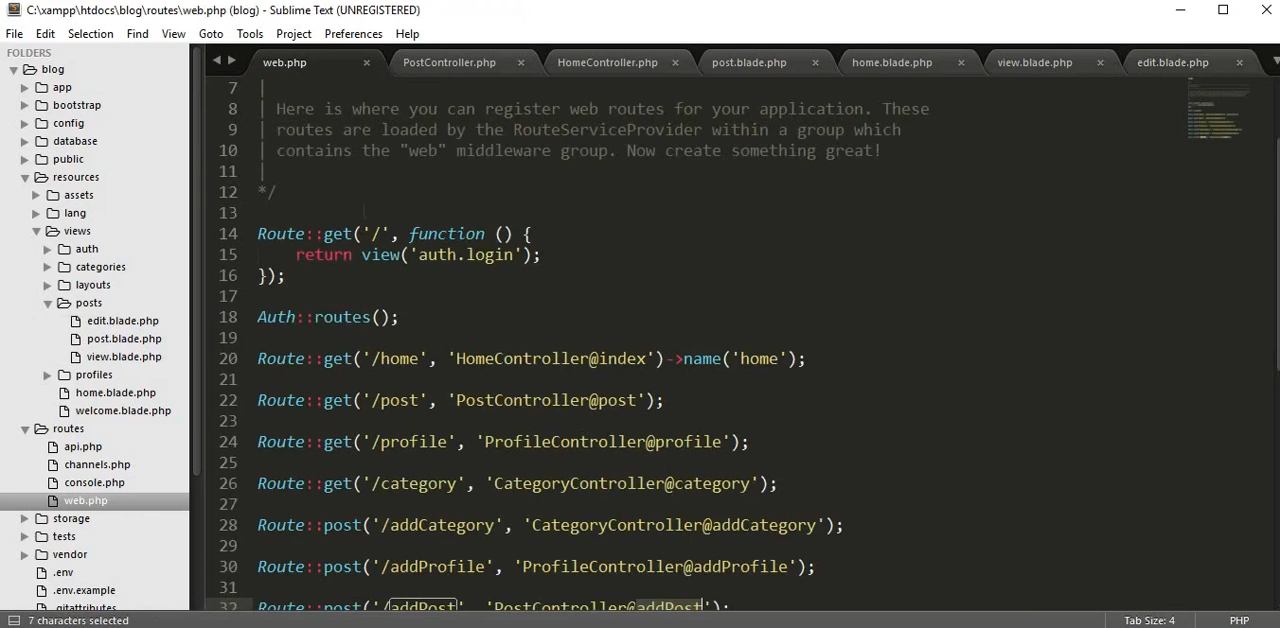 C:\xampp\htdocs\blog\routes\web.php (blog) - Sublime Text (UNREGISTERED)
File Edit Selection Find View Goto Tools Project Preferences Help
FOLDERS
blog
app
bootstrap
config
database
public
resources
assets
lang
views
auth
categories
layouts
posts
edit.blade.php
post.blade.php
view.blade.php
profiles
home.blade.php
welcome.blade.php
routes
api.php
channels.php
console.php
web.php
storage
tests
vendor
.env
.env.example
.gitattributes
web.php PostController.php HomeController.php post.blade.php home.blade.php view.blade.php edit.blade.php
7 |
8 | Here is where you can register web routes for your application. These
9 | routes are loaded by the RouteServiceProvider within a group which
10 | contains the "web" middleware group. Now create something great!
11 |
12 */
13
14 Route::get('/', function () {
15 return view('auth.login');
16 });
17
18 Auth::routes();
19
20 Route::get('/home', 'HomeController@index')->name('home');
21
22 Route::get('/post', 'PostController@post');
23
24 Route::get('/profile', 'ProfileController@profile');
25
26 Route::get('/category', 'CategoryController@category');
27
28 Route::post('/addCategory', 'CategoryController@addCategory');
29
30 Route::post('/addProfile', 'ProfileController@addProfile');
31
32 Route::post('/addPost', 'PostController@addPost');
7 characters selected Tab Size: 4 PHP